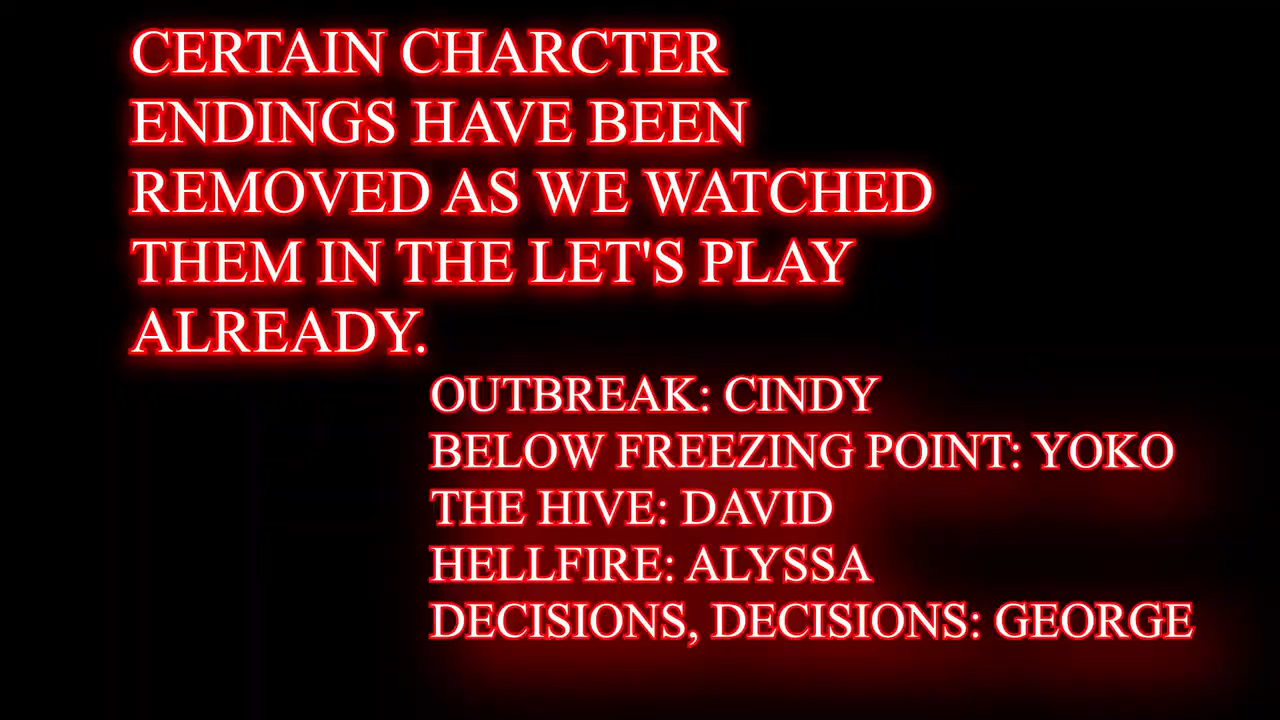 CERTAIN CHARCTER
ENDINGS HAVE BEEN
REMOVED AS WE WATCHED
THEM IN THE LET'S PLAY
ALREADY.
OUTBREAK: CINDY
BELOW FREEZING POINT: YOKO
THE HIVE: DAVID
HELLFIRE: ALYSSA
DECISIONS, DECISIONS: GEORGE